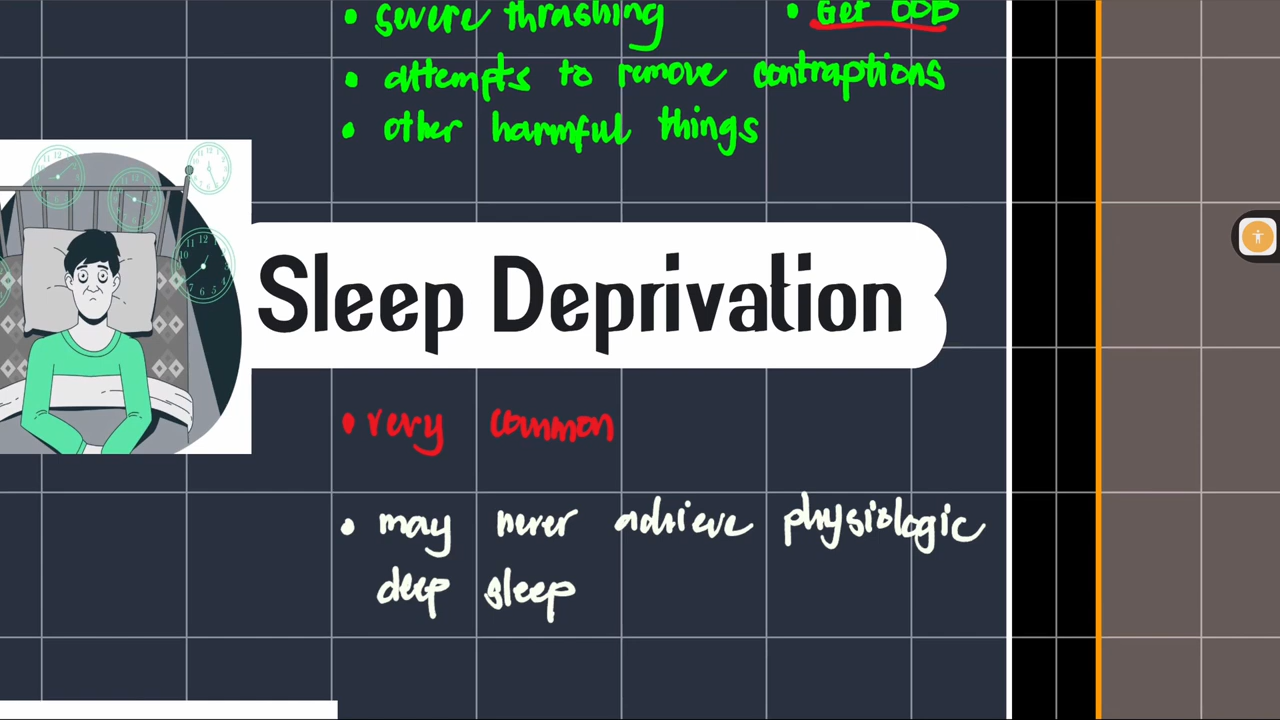 • severe thrashing • Get OOB
• attempts to remove contraptions
• other harmful things
Sleep Deprivation
• very common
• may never achieve physiologic
deep sleep